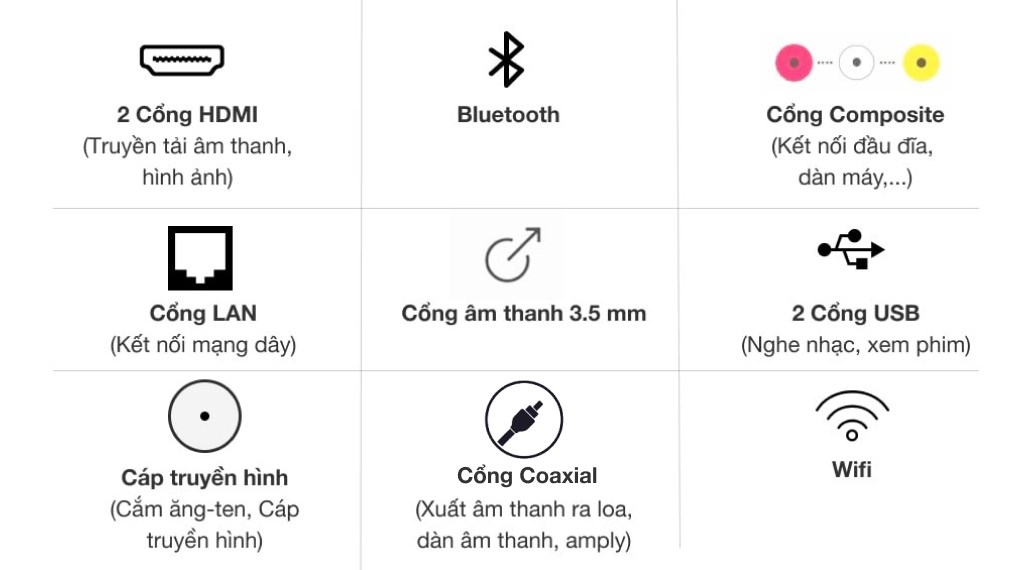 2 Cổng HDMI
(Truyền tải âm thanh,
hình ảnh)
Bluetooth
Cổng Composite
(Kết nối đầu đĩa,
dàn máy,...)
Cổng LAN
(Kết nối mạng dây)
Cổng âm thanh 3.5 mm
2 Cổng USB
(Nghe nhạc, xem phim)
Cáp truyền hình
(Cắm ăng-ten, Cáp
truyền hình)
Cổng Coaxial
(Xuất âm thanh ra loa,
dàn âm thanh, amply)
Wifi